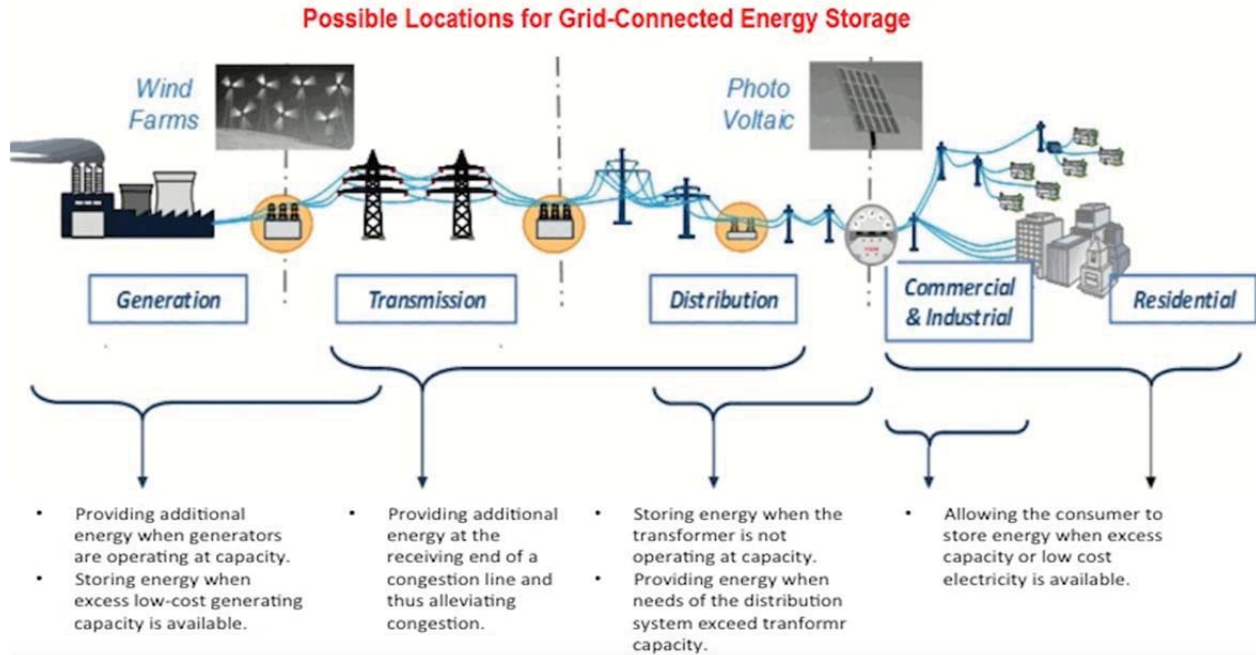 Possible Locations for Grid-Connected Energy Storage
Wind
Farms
Photo
Voltaic
Generation
Transmission
Distribution
Commercial
& Industrial
Residential
• Providing additional
energy when generators
are operating at capacity.
• Storing energy when
excess low-cost generating
capacity is available.
• Providing additional
energy at the
receiving end of a
congestion line and
thus alleviating
congestion.
• Storing energy when the
transformer is not
operating at capacity.
• Providing energy when
needs of the distribution
system exceed tranformr
capacity.
• Allowing the consumer to
store energy when excess
capacity or low cost
electricity is available.